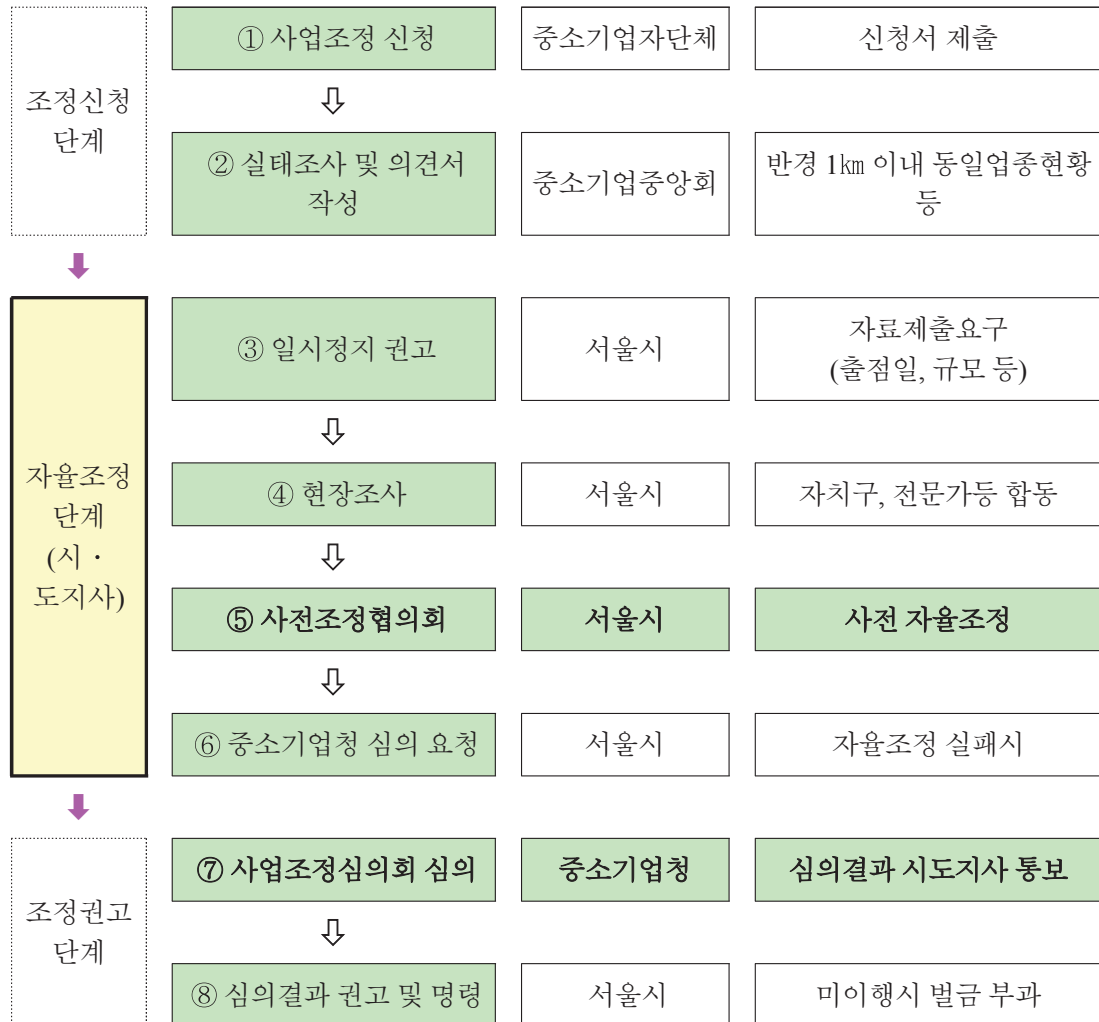 조정신청
단계
① 사업조정 신청
중소기업자단체
신청서 제출
② 실태조사 및 의견서
작성
중소기업중앙회
반경 1㎞ 이내 동일업종현황
등
자율조정
단계
(시 ·
도지사)
③ 일시정지 권고
서울시
자료제출요구
(출점일, 규모 등)
④ 현장조사
서울시
자치구, 전문가등 합동
⑤ 사전조정협의회
서울시
사전 자율조정
⑥ 중소기업청 심의 요청
서울시
자율조정 실패시
조정권고
단계
⑦ 사업조정심의회 심의
중소기업청
심의결과 시도지사 통보
⑧ 심의결과 권고 및 명령
서울시
미이행시 벌금 부과